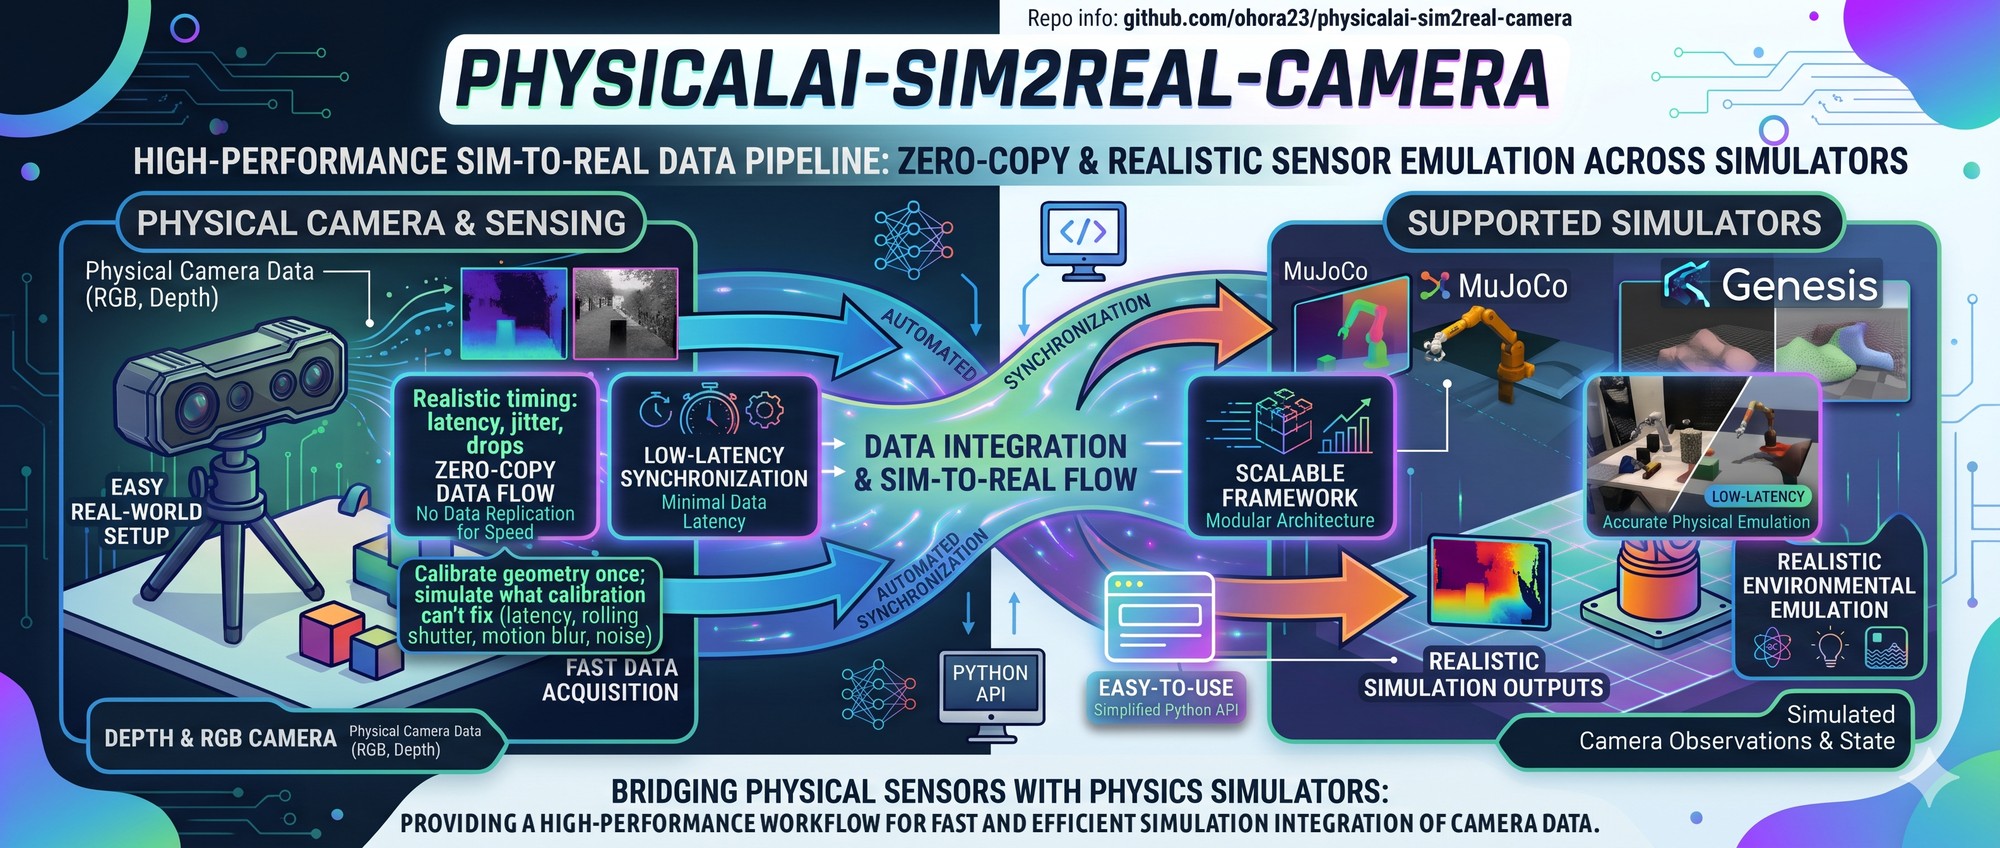 Repo info: github.com/ohora23/physicalai-sim2real-camera
PHYSICALAI-SIM2REAL-CAMERA
HIGH-PERFORMANCE SIM-TO-REAL DATA PIPELINE: ZERO-COPY & REALISTIC SENSOR EMULATION ACROSS SIMULATORS
PHYSICAL CAMERA & SENSING
Physical Camera Data
(RGB, Depth)
EASY
REAL-WORLD
SETUP
Realistic timing:
latency, jitter,
drops
ZERO-COPY
DATA FLOW
No Data Replication
for Speed
LOW-LATENCY
SYNCHRONIZATION
Minimal Data
Latency
Calibrate geometry once;
simulate what calibration
can't fix (latency, rolling
shutter, motion blur, noise)
FAST DATA
ACQUISITION
DEPTH & RGB CAMERA
Physical Camera Data
(RGB, Depth)
AUTOMATED
SYNCHRONIZATION
</>
DATA INTEGRATION
& SIM-TO-REAL FLOW
AUTOMATED
SYNCHRONIZATION
PYTHON
API
EASY-TO-USE
Simplified Python API
SUPPORTED SIMULATORS
MuJoCo
MuJoCo
Genesis
SCALABLE
FRAMEWORK
Modular Architecture
LOW-LATENCY
Accurate Physical Emulation
REALISTIC
ENVIRONMENTAL
EMULATION
REALISTIC
SIMULATION OUTPUTS
Simulated
Camera Observations & State
BRIDGING PHYSICAL SENSORS WITH PHYSICS SIMULATORS:
PROVIDING A HIGH-PERFORMANCE WORKFLOW FOR FAST AND EFFICIENT SIMULATION INTEGRATION OF CAMERA DATA.